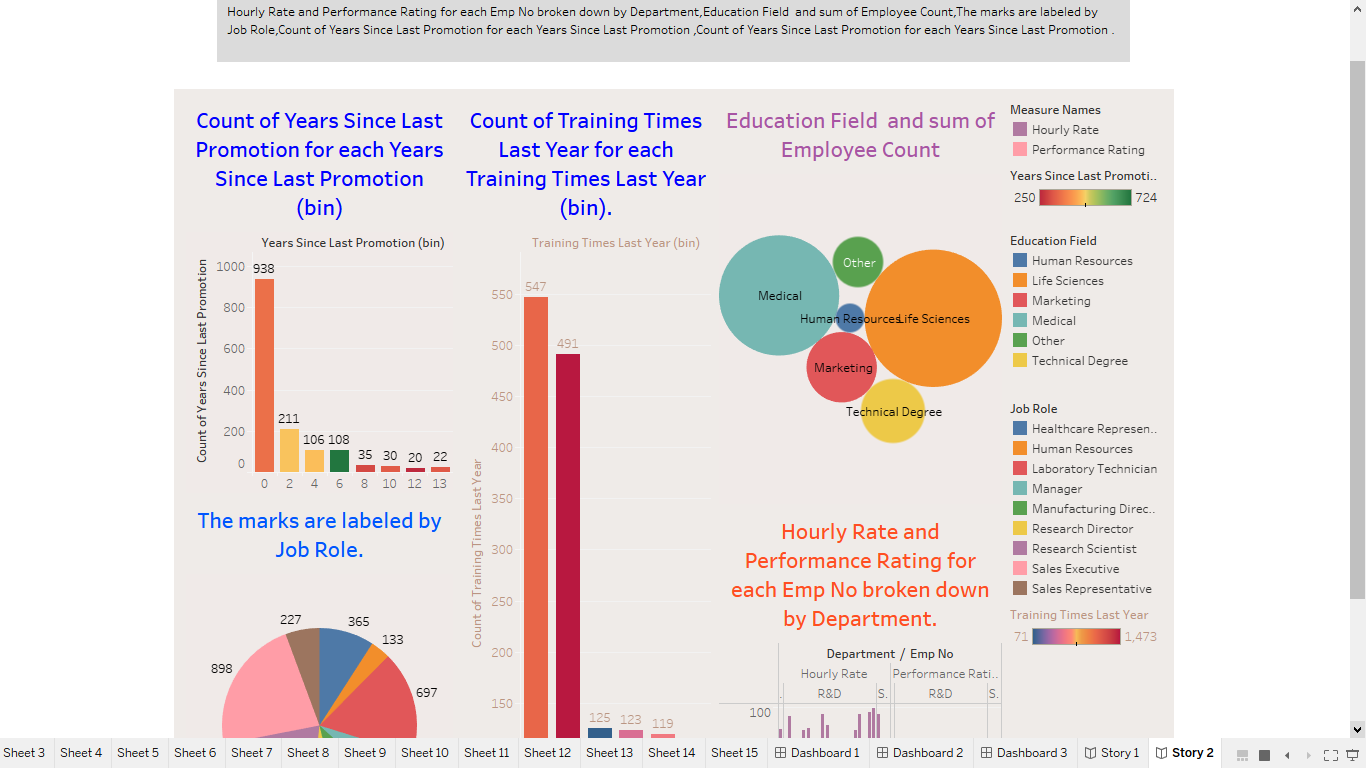 Hourly Rate and Performance Rating for each Emp No broken down by Department,Education Field  and sum of Employee Count,The marks are labeled by
Job Role,Count of Years Since Last Promotion for each Years Since Last Promotion ,Count of Years Since Last Promotion for each Years Since Last Promotion .
Count of Years Since Last
Promotion for each Years
Since Last Promotion
(bin)
Years Since Last Promotion (bin)
Count of Years Since Last Promotion
1000
800
600
400
200
0
938
211
106
108
35
30
20
22
0 2 4 6 8 10 12 13
The marks are labeled by
Job Role.
227
365
133
898
697
Count of Training Times
Last Year for each
Training Times Last Year
(bin).
Training Times Last Year (bin)
Count of Training Times Last Year
550
500
450
400
350
300
250
200
150
547
491
125
123
119
Education Field  and sum of
Employee Count
Other
Medical
Human Resources
Life Sciences
Marketing
Technical Degree
Hourly Rate and
Performance Rating for
each Emp No broken down
by Department.
Department / Emp No
Hourly Rate
Performance Rati..
. R&D S. R&D S.
100
Measure Names
Hourly Rate
Performance Rating
Years Since Last Promoti..
250 724
Education Field
Human Resources
Life Sciences
Marketing
Medical
Other
Technical Degree
Job Role
Healthcare Represen..
Human Resources
Laboratory Technician
Manager
Manufacturing Direc..
Research Director
Research Scientist
Sales Executive
Sales Representative
Training Times Last Year
71 1,473
Sheet 3 Sheet 4 Sheet 5 Sheet 6 Sheet 7 Sheet 8 Sheet 9 Sheet 10 Sheet 11 Sheet 12 Sheet 13 Sheet 14 Sheet 15 Dashboard 1 Dashboard 2 Dashboard 3 Story 1 Story 2